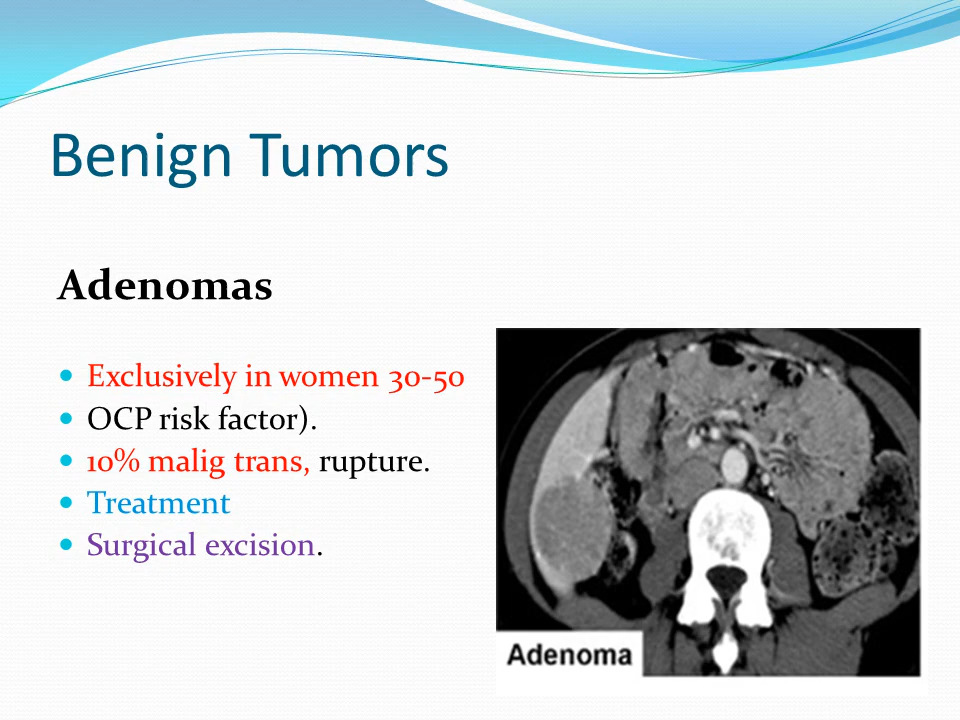 Benign Tumors
Adenomas
Exclusively in women 30-50
OCP risk factor).
10% malig trans, rupture.
Treatment
Surgical excision.
Adenoma